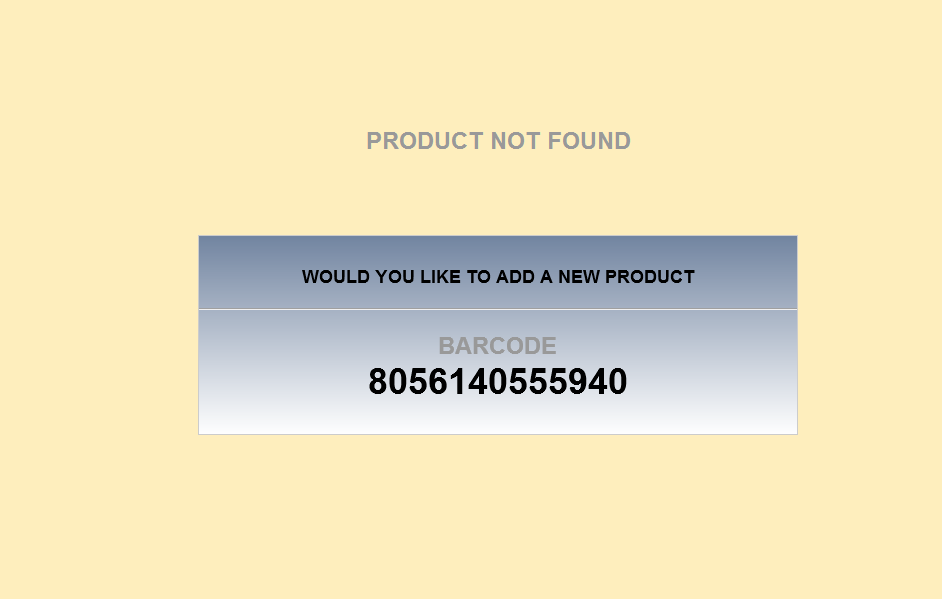 PRODUCT NOT FOUND
WOULD YOU LIKE TO ADD A NEW PRODUCT
BARCODE
8056140555940